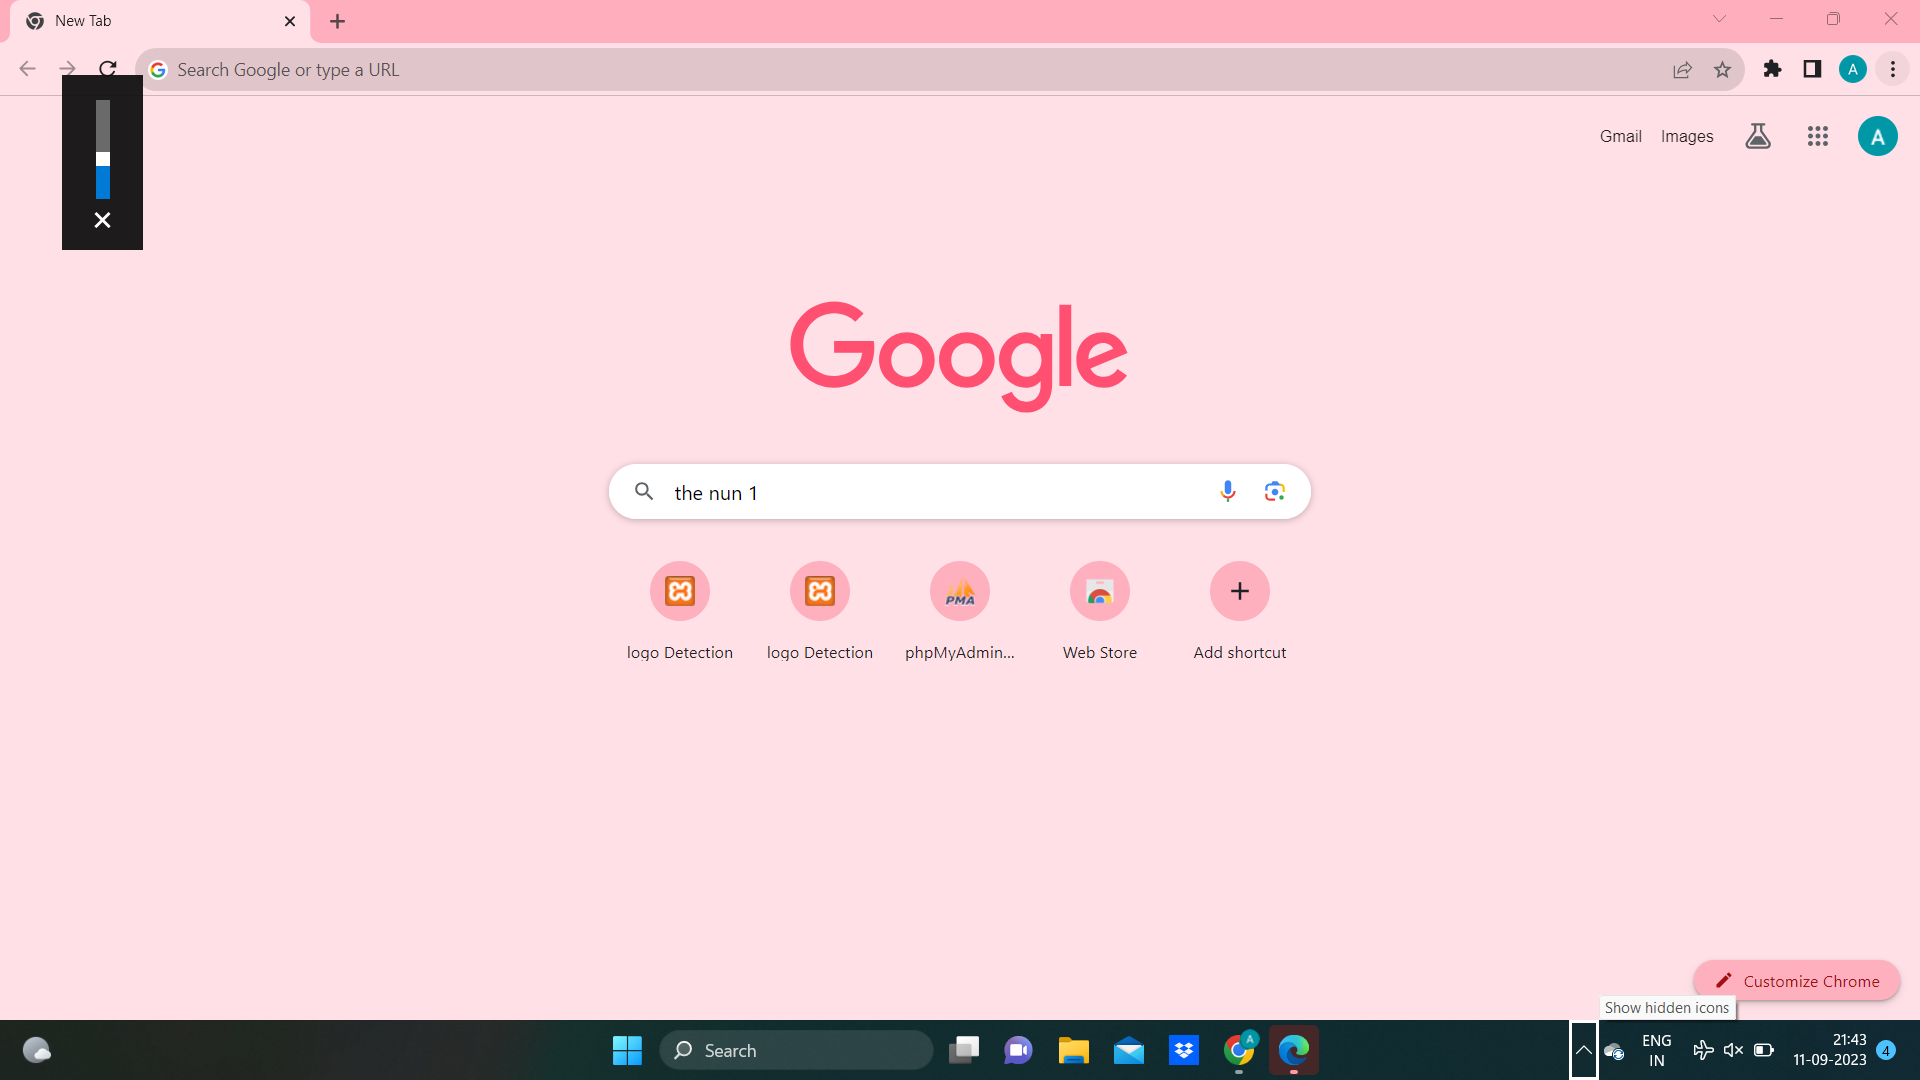 New Tab
Search Google or type a URL
A
Gmail Images
A
Google
the nun 1
PMA
logo Detection logo Detection phpMyAdmin... Web Store Add shortcut
Customize Chrome
Show hidden icons
Search
A
ENG
IN
21:43
11-09-2023
4